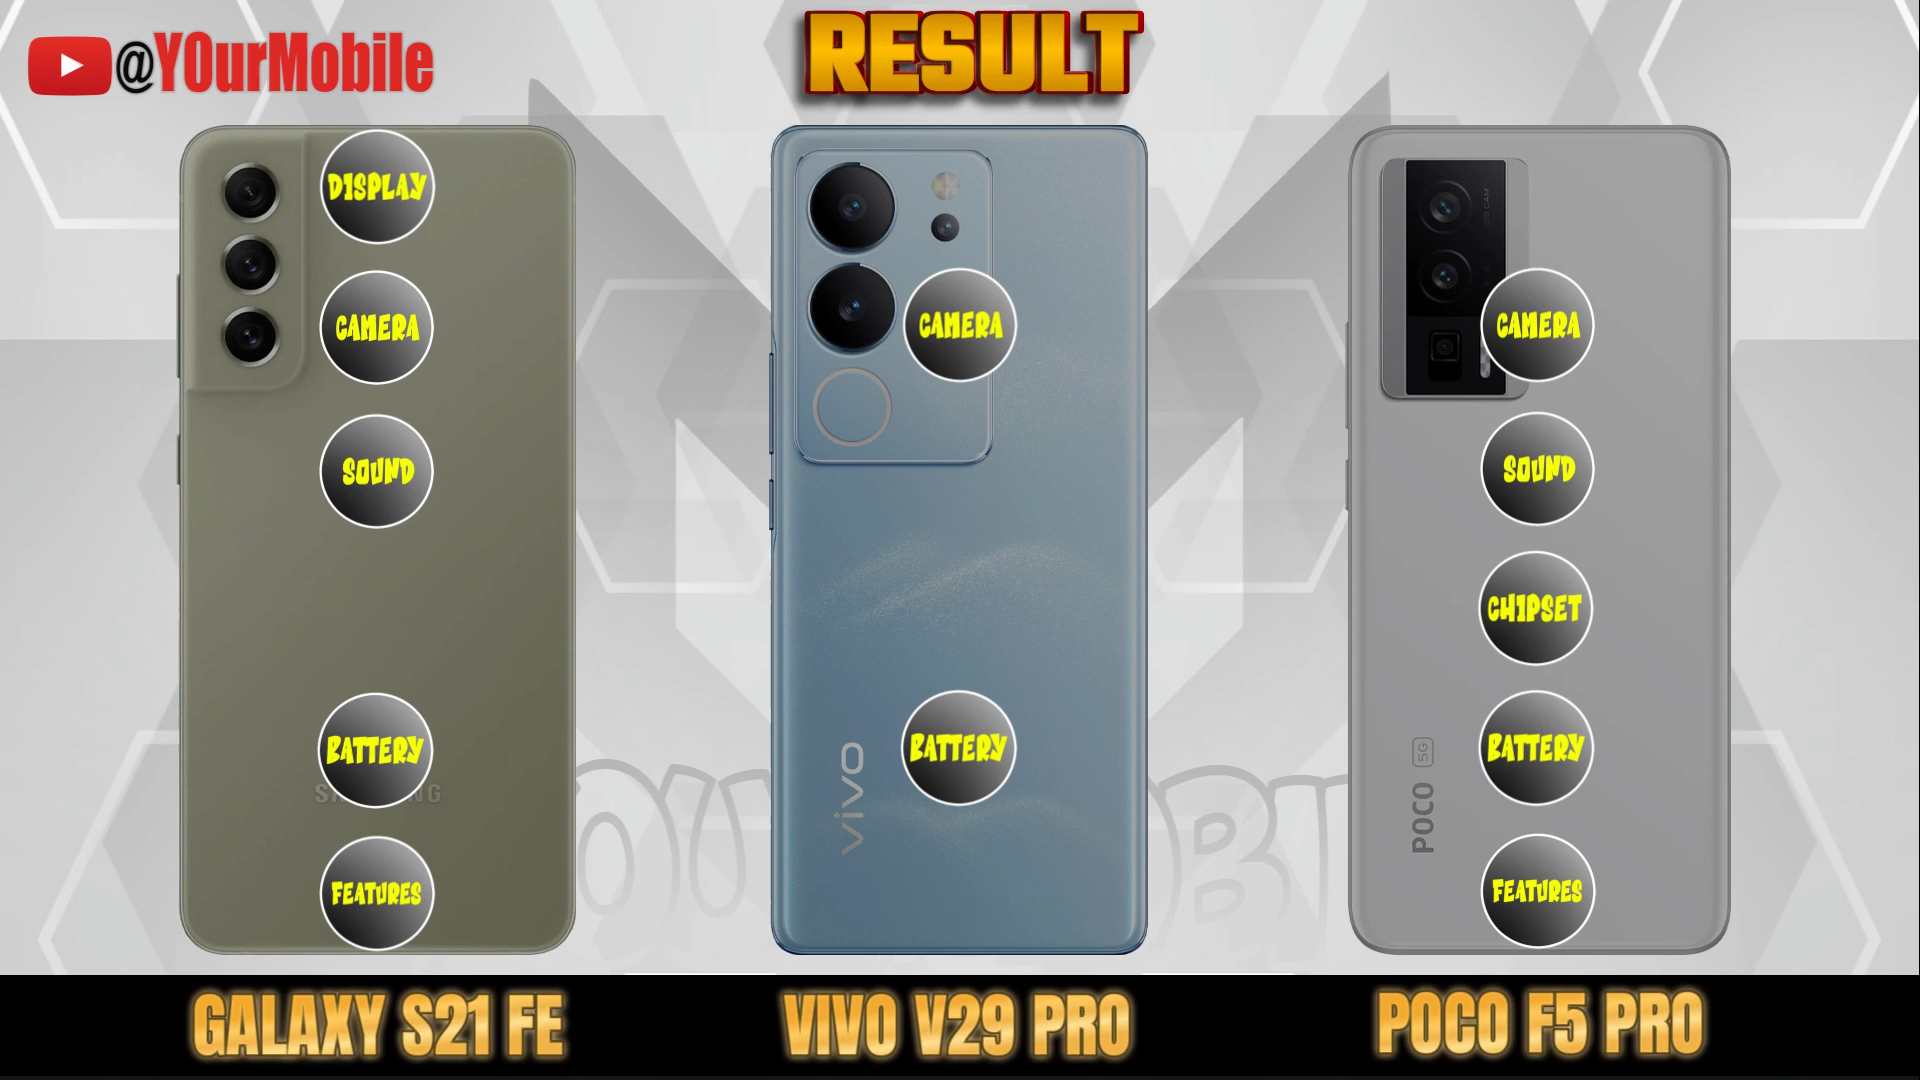 @YOurMobile
RESULT
DISPLAY
CAMERA
SOUND
BATTERY
SAMSUNG
FEATURES
GALAXY S21 FE
CAMERA
BATTERY
vivo
VIVO V29 PRO
CAMERA
SOUND
CHIPSET
BATTERY
POCO 5G
FEATURES
POCO F5 PRO